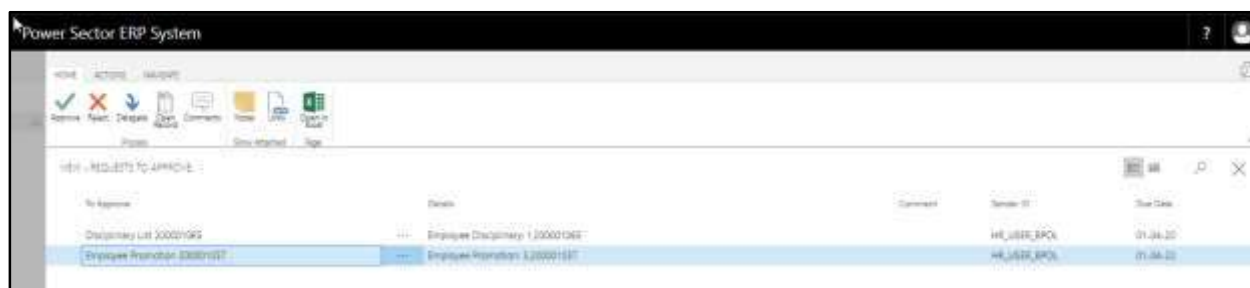 Power Sector ERP System ?
HOME ACTIONS NAVIGATE
Approve Reject Delegate Open Record Comments Notes Links Open in Excel
Process Show Attached Page
VIEW - REQUESTS TO APPROVE
To Approve Details Comment Sender ID Due Date
Disciplinary List ... Employee Disciplinary HR_USER_BPDL
Employee Promotion ... Employee Promotion HR_USER_BPDL